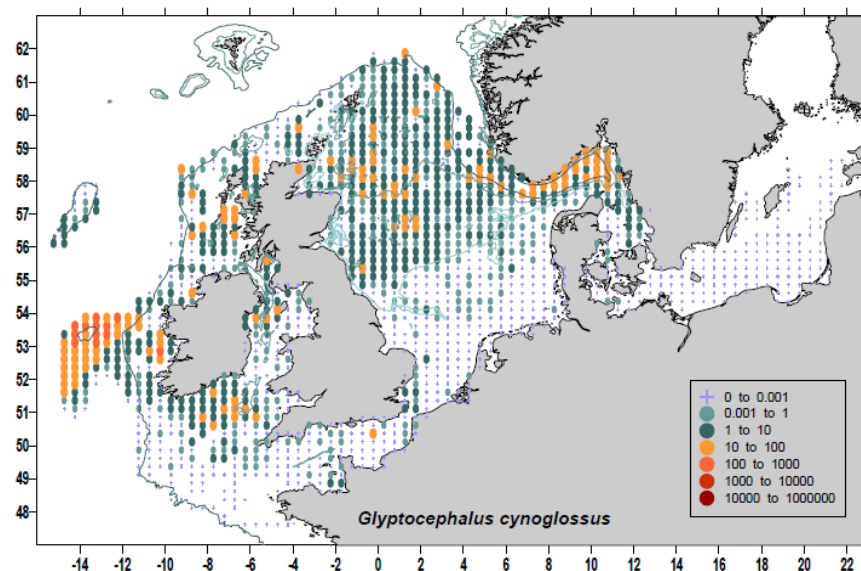 62
61
60
59
58
57
56
55
54
53
52
51
50
49
48
0 to 0.001
0.001 to 1
1 to 10
10 to 100
100 to 1000
1000 to 10000
10000 to 1000000
Glyptocephalus cynoglossus
-14 -12 -10 -8 -6 -4 -2 0 2 4 6 8 10 12 14 16 18 20 22